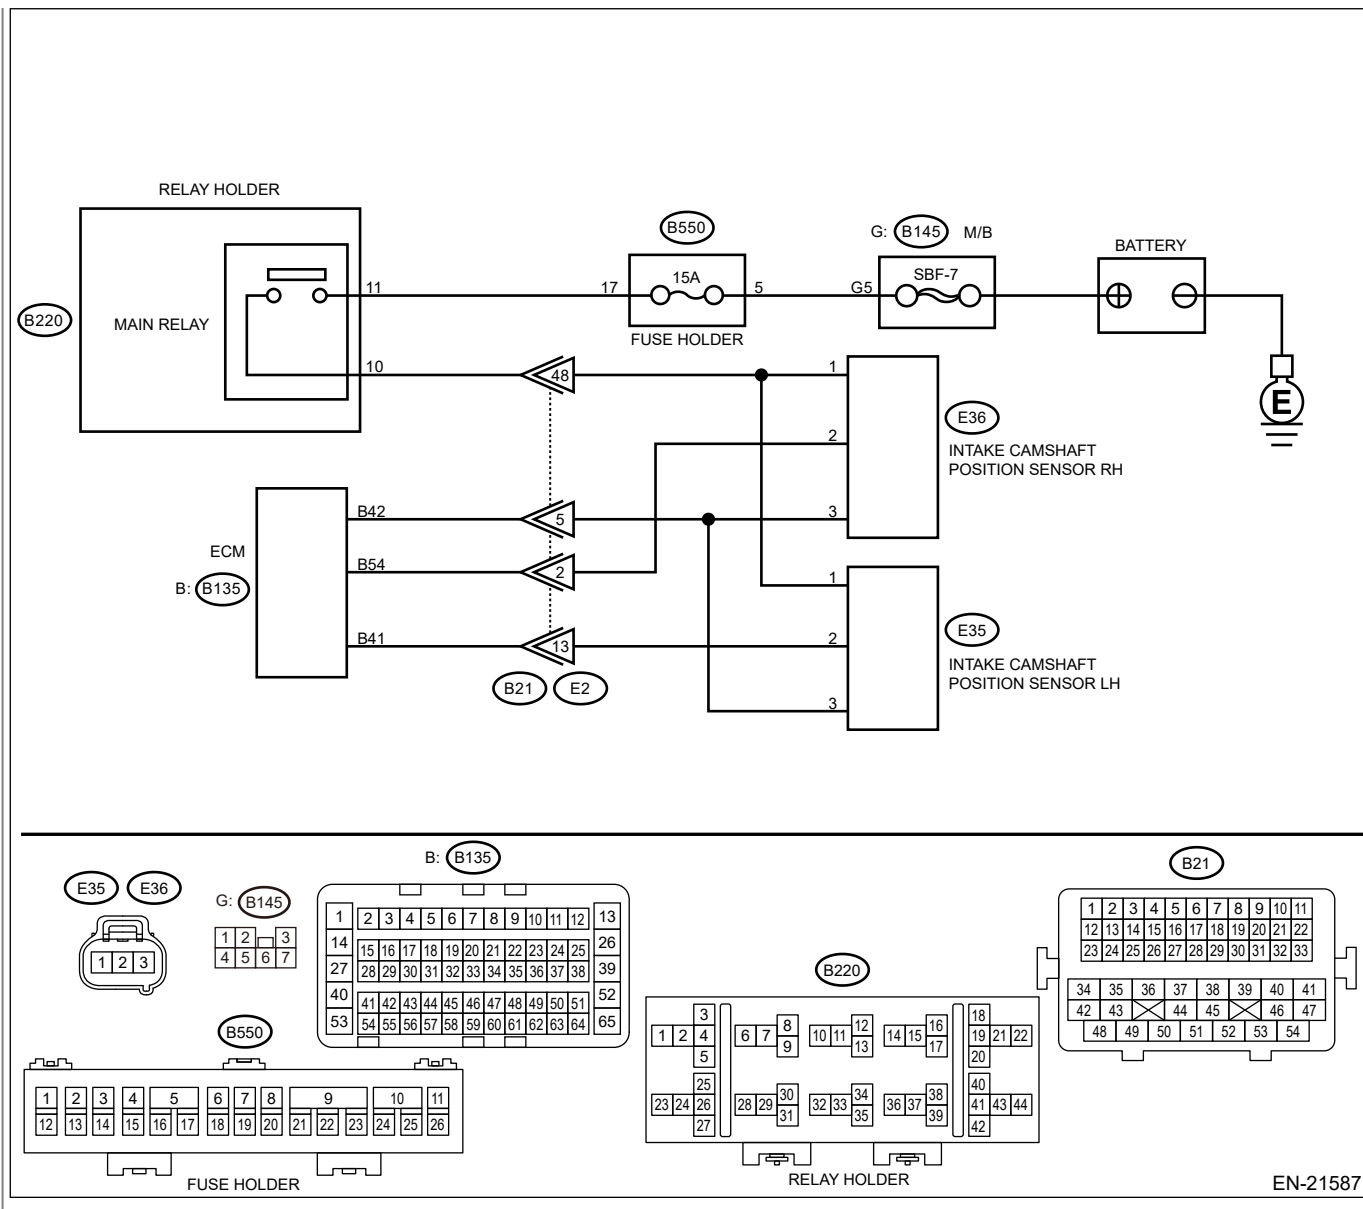 RELAY HOLDER
B550
G: B145 M/B
BATTERY
15A
SBF-7
11
17
5
G5
B220
MAIN RELAY
FUSE HOLDER
10
48
1
E36
2
INTAKE CAMSHAFT
POSITION SENSOR RH
E
B42
5
3
ECM
B54
2
B: B135
1
E35
B41
13
2
INTAKE CAMSHAFT
POSITION SENSOR LH
B21 E2
3
E35 E36
1 2 3
G: B145
1 2 3
4 5 6 7
B: B135
1 2 3 4 5 6 7 8 9 10 11 12 13
14 15 16 17 18 19 20 21 22 23 24 25 26
27 28 29 30 31 32 33 34 35 36 37 38 39
40 41 42 43 44 45 46 47 48 49 50 51 52
53 54 55 56 57 58 59 60 61 62 63 64 65
B21
1 2 3 4 5 6 7 8 9 10 11
12 13 14 15 16 17 18 19 20 21 22
23 24 25 26 27 28 29 30 31 32 33
34 35 36 37 38 39 40 41
42 43 44 45 46 47
48 49 50 51 52 53 54
B550
1 2 3 4 5 6 7 8 9 10 11
12 13 14 15 16 17 18 19 20 21 22 23 24 25 26
FUSE HOLDER
B220
3 8 12 16 18
1 2 4 6 7 10 11 14 15 19 21 22
5 9 13 17 20
25 30 34 38 40
23 24 26 28 29 32 33 36 37 41 43 44
27 31 35 39 42
RELAY HOLDER
EN-21587